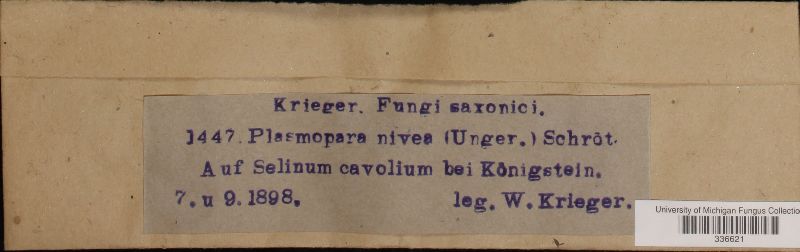 Krieger. Fungi saxonici.
1447. Plasmopara nivea (Unger.) Schröt.
Auf Selinum cavolium bei Königstein.
7. u 9. 1898. leg. W. Krieger.
University of Michigan Fungus Collection
336621